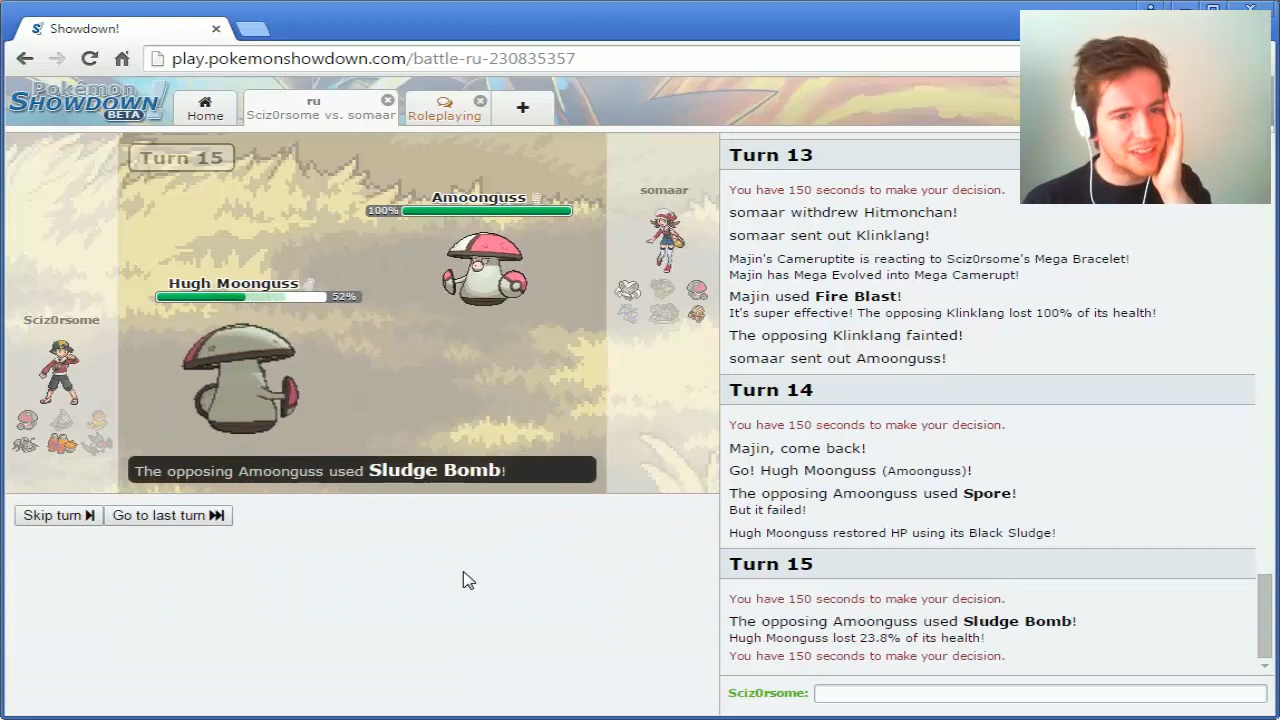 Showdown!
play.pokemonshowdown.com/battle-ru-230835357
Pokémon
SHOWDOWN!
BETA
Home
ru
Sciz0rsome vs. somaar
Roleplaying
Turn 15
Amoonguss
100%
Hugh Moonguss
52%
Sciz0rsome
somaar
The opposing Amoonguss used Sludge Bomb!
Skip turn
Go to last turn
Turn 13
You have 150 seconds to make your decision.
somaar withdrew Hitmonchan!
somaar sent out Klinklang!
Majin's Cameruptite is reacting to Sciz0rsome's Mega Bracelet!
Majin has Mega Evolved into Mega Camerupt!
Majin used Fire Blast!
It's super effective! The opposing Klinklang lost 100% of its health!
The opposing Klinklang fainted!
somaar sent out Amoonguss!
Turn 14
You have 150 seconds to make your decision.
Majin, come back!
Go! Hugh Moonguss (Amoonguss)!
The opposing Amoonguss used Spore!
But it failed!
Hugh Moonguss restored HP using its Black Sludge!
Turn 15
You have 150 seconds to make your decision.
The opposing Amoonguss used Sludge Bomb!
Hugh Moonguss lost 23.8% of its health!
You have 150 seconds to make your decision.
Sciz0rsome: